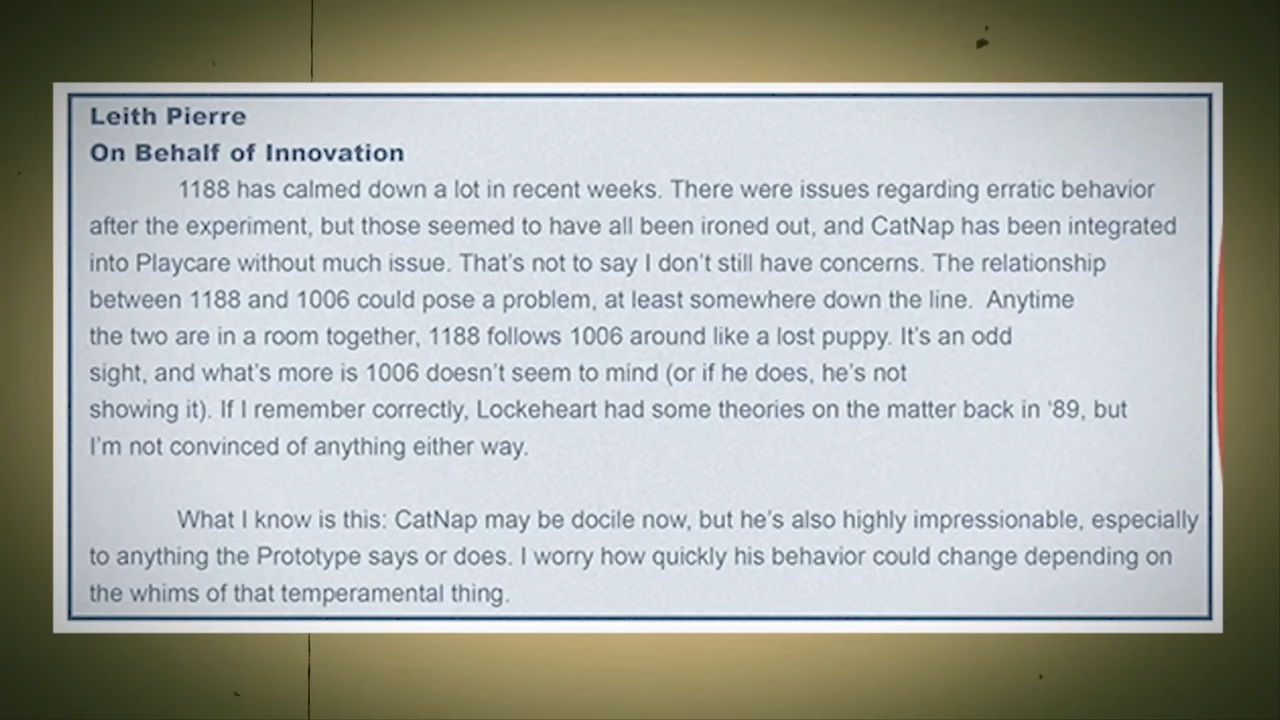 Leith Pierre
On Behalf of Innovation
1188 has calmed down a lot in recent weeks. There were issues regarding erratic behavior
after the experiment, but those seemed to have all been ironed out, and CatNap has been integrated
into Playcare without much issue. That's not to say I don't still have concerns. The relationship
between 1188 and 1006 could pose a problem, at least somewhere down the line.  Anytime
the two are in a room together, 1188 follows 1006 around like a lost puppy. It's an odd
sight, and what's more is 1006 doesn't seem to mind (or if he does, he's not
showing it). If I remember correctly, Lockeheart had some theories on the matter back in ‘89, but
I'm not convinced of anything either way.
What I know is this: CatNap may be docile now, but he's also highly impressionable, especially
to anything the Prototype says or does. I worry how quickly his behavior could change depending on
the whims of that temperamental thing.